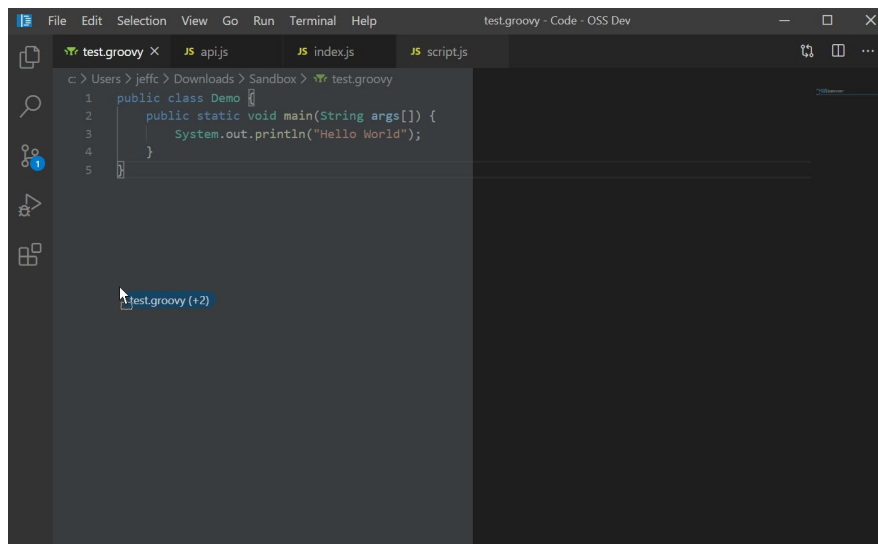 File Edit Selection View Go Run Terminal Help test.groovy - Code - OSS Dev
test.groovy JS api.js JS index.js JS script.js
c: > Users > jeffc > Downloads > Sandbox > test.groovy
1 public class Demo {
2 public static void main(String args[]) {
3 System.out.println("Hello World");
4 }
5 }
1
test.groovy (+2)